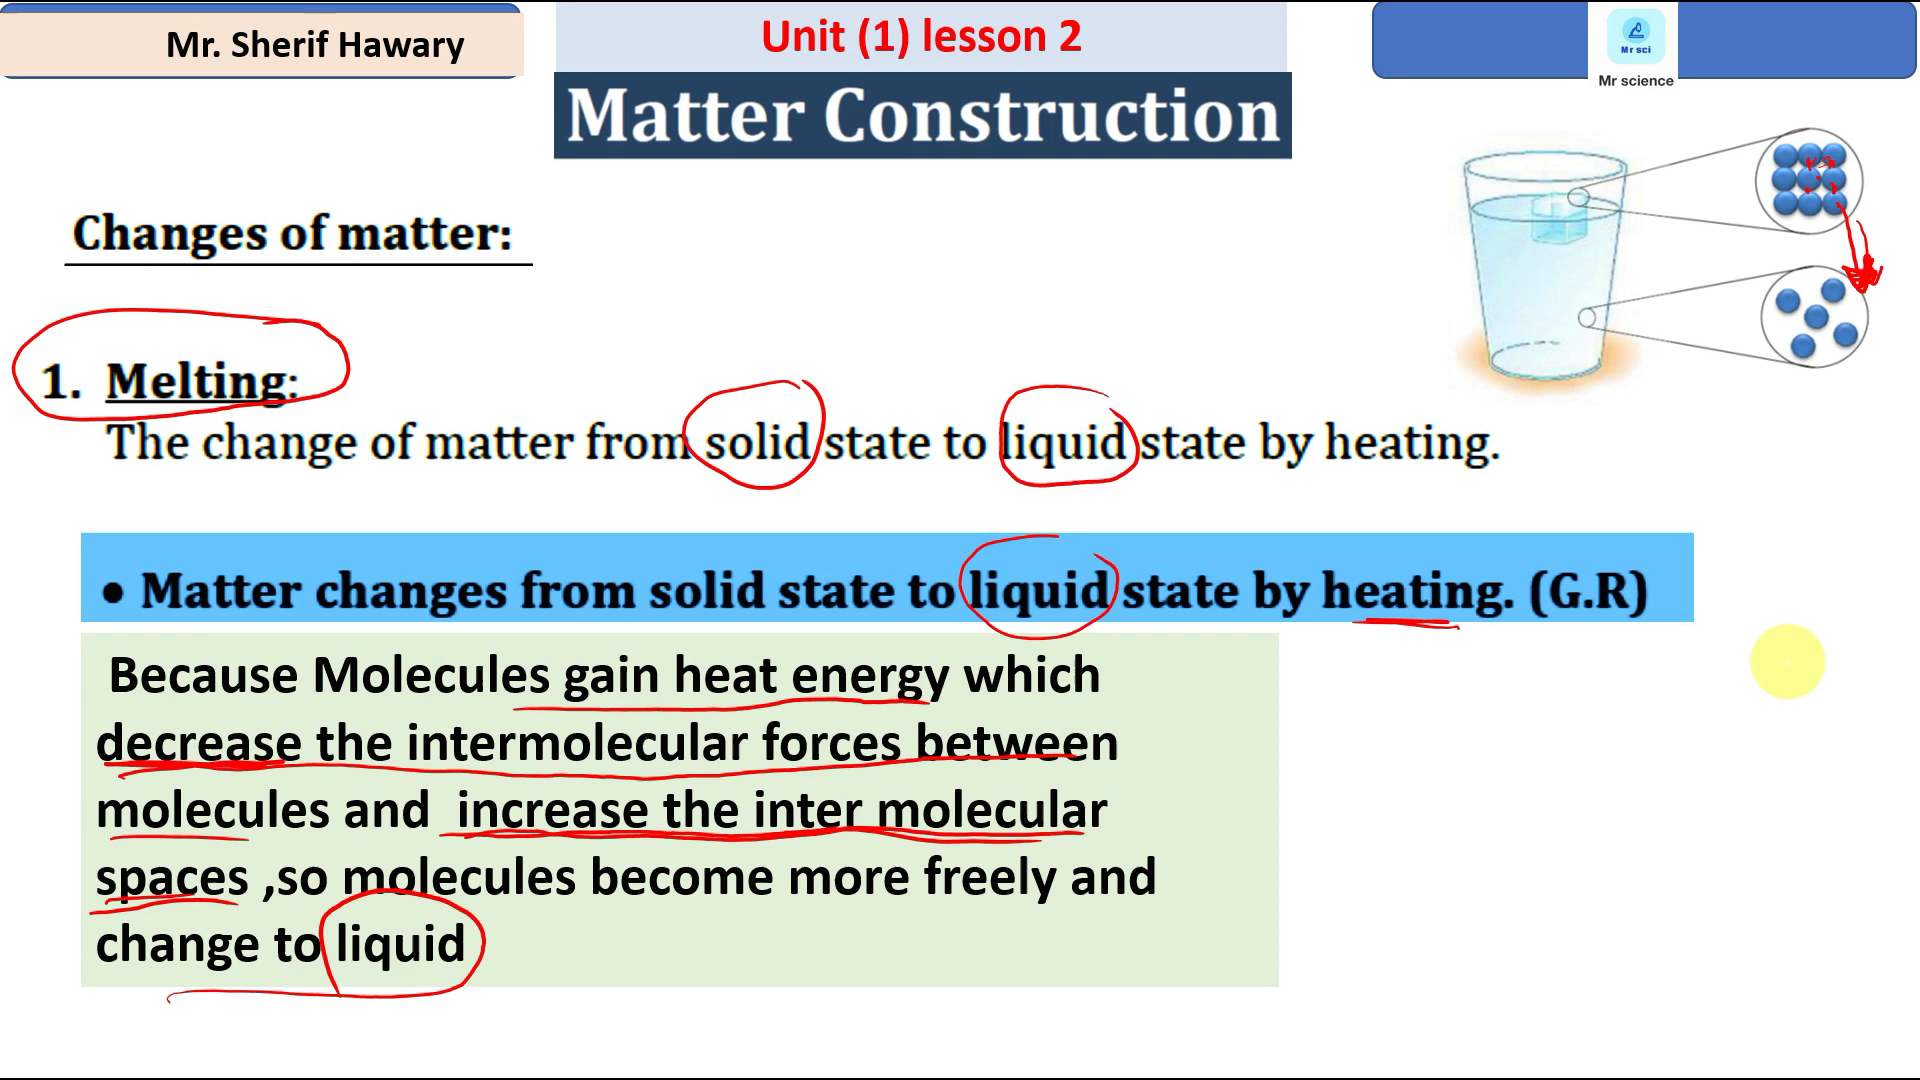 Mr. Sherif Hawary
Unit (1) lesson 2
Mr sci
Mr science
Matter Construction
Changes of matter:
1. Melting:
The change of matter from solid state to liquid state by heating.
• Matter changes from solid state to liquid state by heating. (G.R)
Because Molecules gain heat energy which
decrease the intermolecular forces between
molecules and increase the inter molecular
spaces ,so molecules become more freely and
change to liquid